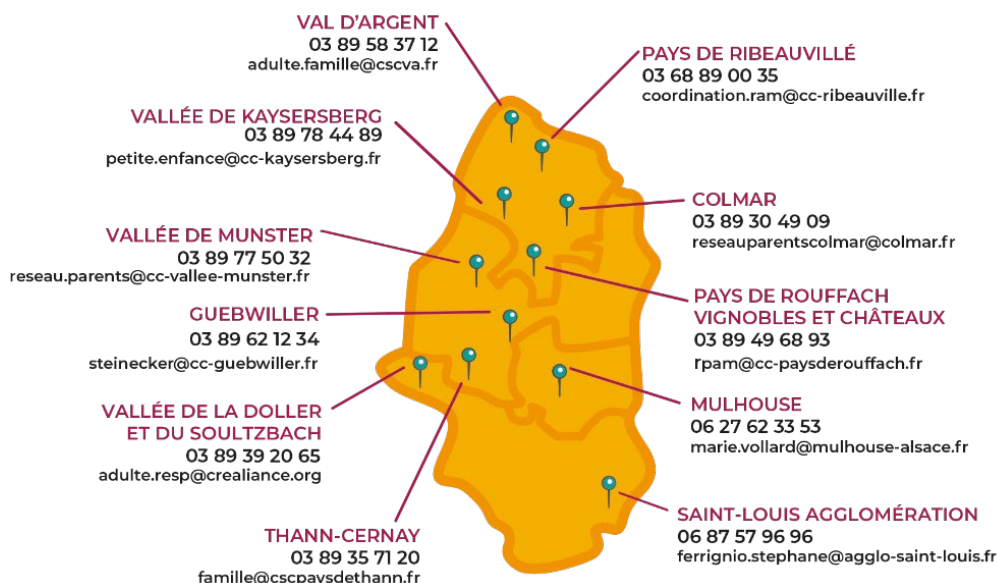 VAL D'ARGENT
03 89 58 37 12
adulte.famille@cscva.fr
PAYS DE RIBEAUVILLÉ
03 68 89 00 35
coordination.ram@cc-ribeauville.fr
VALLÉE DE KAYSERSBERG
03 89 78 44 89
petite.enfance@cc-kaysersberg.fr
COLMAR
03 89 30 49 09
reseauparentscolmar@colmar.fr
VALLÉE DE MUNSTER
03 89 77 50 32
reseau.parents@cc-vallee-munster.fr
PAYS DE ROUFFACH
VIGNOBLES ET CHÂTEAUX
03 89 49 68 93
rpam@cc-paysderouffach.fr
GUEBWILLER
03 89 62 12 34
steinecker@cc-guebwiller.fr
MULHOUSE
06 27 62 33 53
marie.vollard@mulhouse-alsace.fr
VALLÉE DE LA DOLLER
ET DU SOULTZBACH
03 89 39 20 65
adulte.resp@crealiance.org
SAINT-LOUIS AGGLOMÉRATION
06 87 57 96 96
ferrignio.stephane@agglo-saint-louis.fr
THANN-CERNAY
03 89 35 71 20
famille@cscpaysdethann.fr